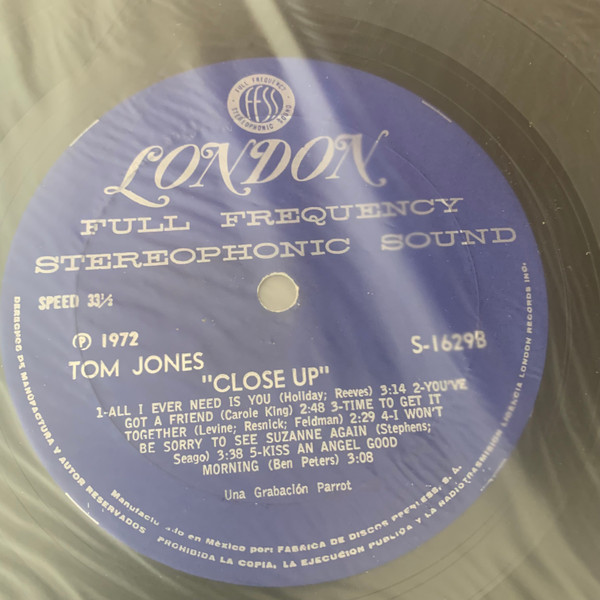 FULL FREQUENCY
FFSS
STEREOPHONIC SOUND
LONDON
FULL FREQUENCY
STEREOPHONIC SOUND
SPEED 33⅓
Ⓟ 1972
S-1629B
TOM JONES
"CLOSE UP"
1-ALL I EVER NEED IS YOU (Holiday; Reeves) 3:14 2-YOU'VE
GOT A FRIEND (Carole King) 2:48 3-TIME TO GET IT
TOGETHER (Levine; Resnick; Feldman) 2:29 4-I WON'T
BE SORRY TO SEE SUZANNE AGAIN (Stephens;
Seago) 3:38 5-KISS AN ANGEL GOOD
MORNING (Ben Peters) 3:08
Una Grabación Parrot
DE MANUFACTURA Y AUTOR RESERVADOS
en México por: FABRICA DE DISCOS PEERLESS, S. A.
PROHIBIDA LA COPIA, LA EJECUCION PUBLICA Y LA RADIOTRASMISION LICENCIA LONDON RECORDS INC.